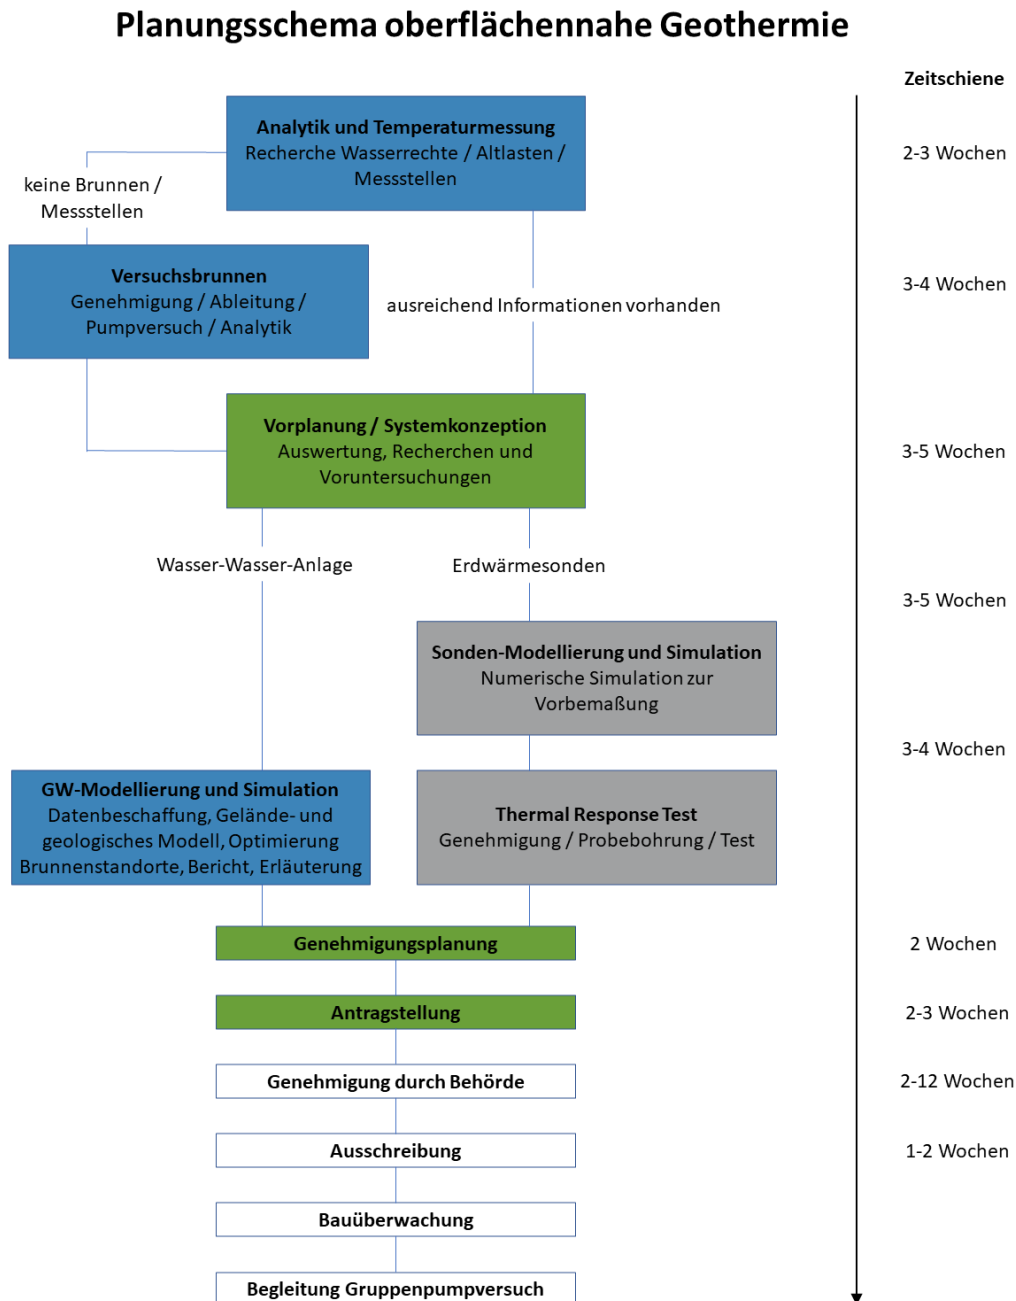 Planungsschema oberflächennahe Geothermie
Zeitschiene
Analytik und Temperaturmessung
Recherche Wasserrechte / Altlasten /
Messstellen
2-3 Wochen
keine Brunnen /
Messstellen
Versuchsbrunnen
Genehmigung / Ableitung /
Pumpversuch / Analytik
ausreichend Informationen vorhanden
3-4 Wochen
Vorplanung / Systemkonzeption
Auswertung, Recherchen und
Voruntersuchungen
3-5 Wochen
Wasser-Wasser-Anlage
Erdwärmesonden
3-5 Wochen
Sonden-Modellierung und Simulation
Numerische Simulation zur
Vorbemaßung
3-4 Wochen
GW-Modellierung und Simulation
Datenbeschaffung, Gelände- und
geologisches Modell, Optimierung
Brunnenstandorte, Bericht, Erläuterung
Thermal Response Test
Genehmigung / Probebohrung / Test
Genehmigungsplanung
2 Wochen
Antragstellung
2-3 Wochen
Genehmigung durch Behörde
2-12 Wochen
Ausschreibung
1-2 Wochen
Bauüberwachung
Begleitung Gruppenpumpversuch